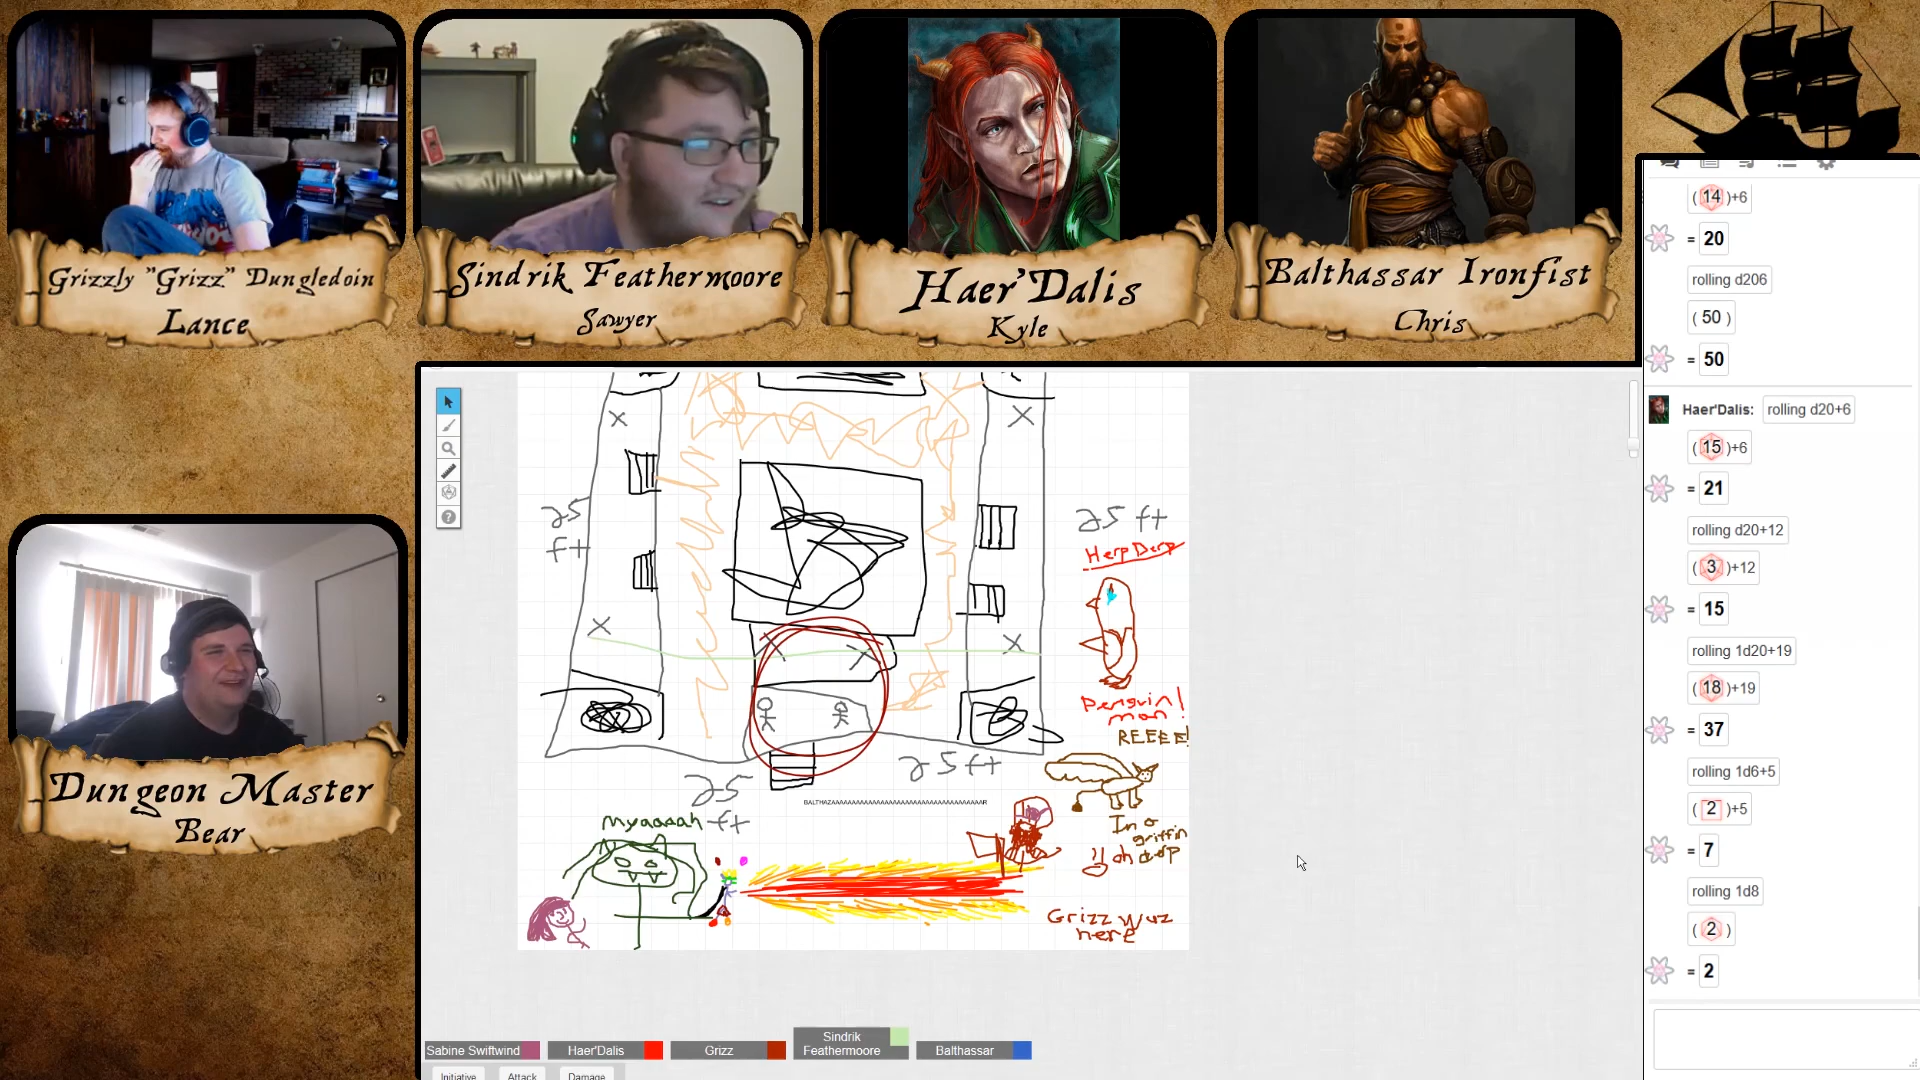 Grizzly "Grizz" Dungledoin
Lance
Sindrik Feathermoore
Sawyer
Haer'Dalis
Kyle
Balthassar Ironfist
Chris
Dungeon Master
Bear
25
ft
25 ft
Herp Derp
Penguin!
man!
REEEE!
25
ft
25 ft
myaaaah
In a
griffin
derp
oh
Grizz wuz
here
Sabine Swiftwind
Haer'Dalis
Grizz
Sindrik
Feathermoore
Balthassar
Initiative
Attack
Damage
(14)+6
= 20
rolling d206
(50)
= 50
Haer'Dalis: rolling d20+6
(15)+6
= 21
rolling d20+12
(3)+12
= 15
rolling 1d20+19
(18)+19
= 37
rolling 1d6+5
(2)+5
= 7
rolling 1d8
(2)
= 2